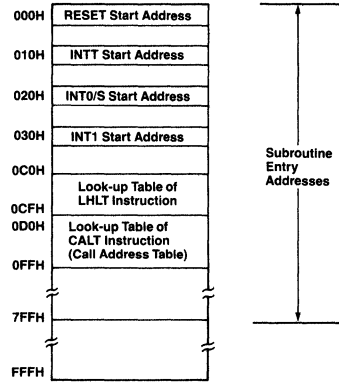 000H RESET Start Address
010H INTT Start Address
020H INT0/S Start Address
030H INT1 Start Address
0C0H
Look-up Table of
LHLT Instruction
0CFH
0D0H Look-up Table of
CALT Instruction
(Call Address Table)
0FFH
7FFH
FFFH
Subroutine
Entry
Addresses